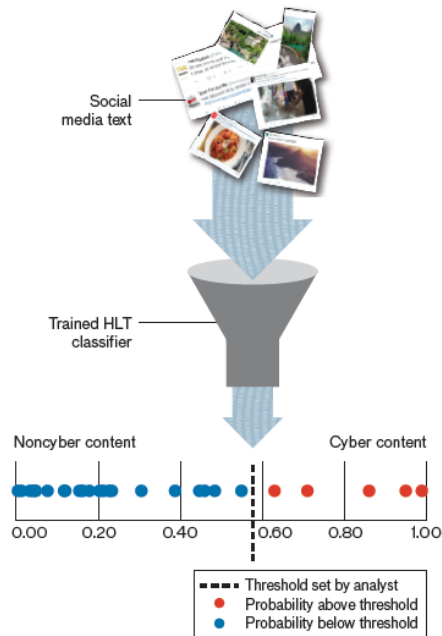 Social
media text
Trained HLT
classifier
Noncyber content
Cyber content
0.00
0.20
0.40
0.60
0.80
1.00
Threshold set by analyst
Probability above threshold
Probability below threshold